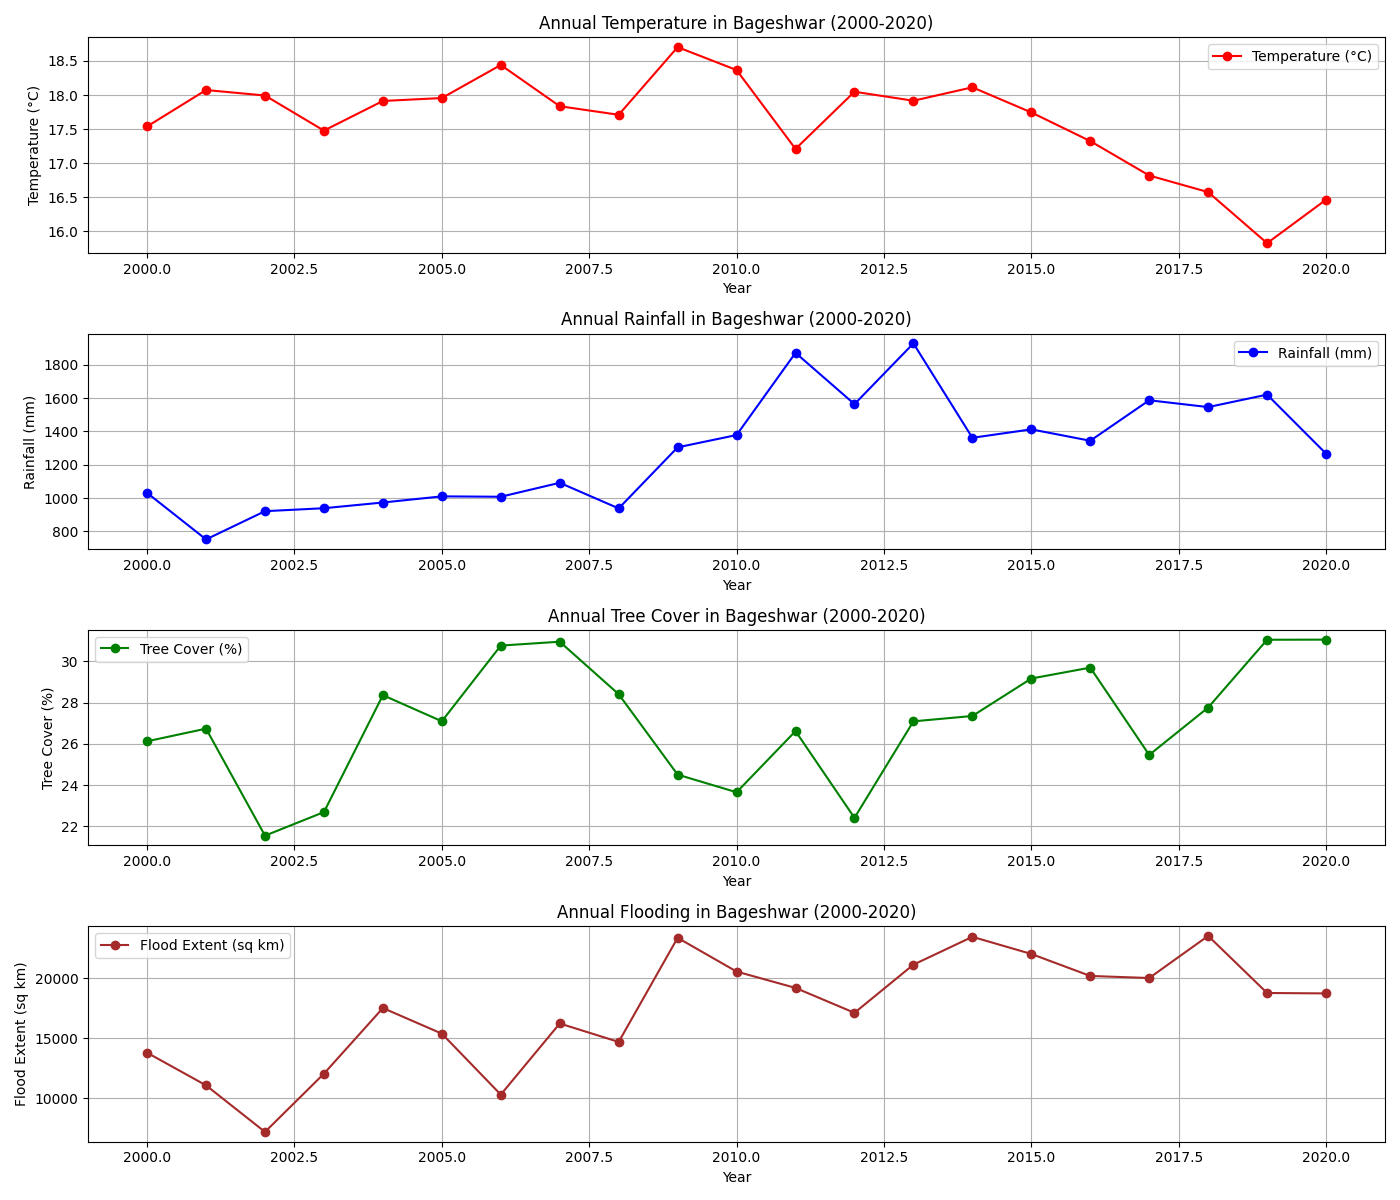 Annual Temperature in Bageshwar (2000-2020)
Temperature (°C)
Temperature (°C)
18.5
18.0
17.5
17.0
16.5
16.0
2000.0 2002.5 2005.0 2007.5 2010.0 2012.5 2015.0 2017.5 2020.0
Year
Annual Rainfall in Bageshwar (2000-2020)
Rainfall (mm)
Rainfall (mm)
1800
1600
1400
1200
1000
800
2000.0 2002.5 2005.0 2007.5 2010.0 2012.5 2015.0 2017.5 2020.0
Year
Annual Tree Cover in Bageshwar (2000-2020)
Tree Cover (%)
Tree Cover (%)
30
28
26
24
22
2000.0 2002.5 2005.0 2007.5 2010.0 2012.5 2015.0 2017.5 2020.0
Year
Annual Flooding in Bageshwar (2000-2020)
Flood Extent (sq km)
Flood Extent (sq km)
20000
15000
10000
2000.0 2002.5 2005.0 2007.5 2010.0 2012.5 2015.0 2017.5 2020.0
Year